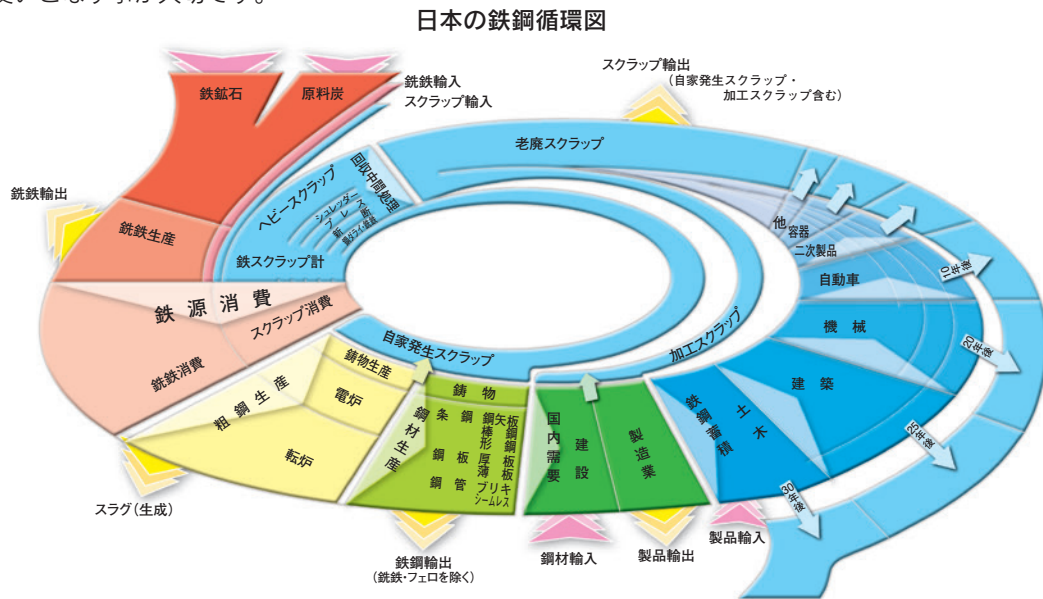 使いこなす事が大切です。
日本の鉄鋼循環図
鉄鉱石
原料炭
銑鉄輸入
スクラップ輸入
スクラップ輸出
(自家発生スクラップ・
加工スクラップ含む)
老廃スクラップ
回収中間処理
ヘビースクラップ
シュレッダー
プレス
銑鉄輸出
銑鉄生産
鉄スクラップ計
他
容器
二次製品
自動車
10年後
鉄源消費
スクラップ消費
銑鉄消費
機械
20年後
自家発生スクラップ
加工スクラップ
鋳物生産
粗鋼生産
電炉
転炉
建築
鋳物
鋼材生産
条鋼
鋼矢板
棒鋼
形鋼
鋼板
厚板
薄板
鋼管
ブリキ
シームレス
国内需要
建設
製造業
鉄鋼蓄積
土木
25年後
30年後
スラグ(生成)
鉄鋼輸出
(銑鉄・フェロを除く)
鋼材輸入
製品輸出
製品輸入